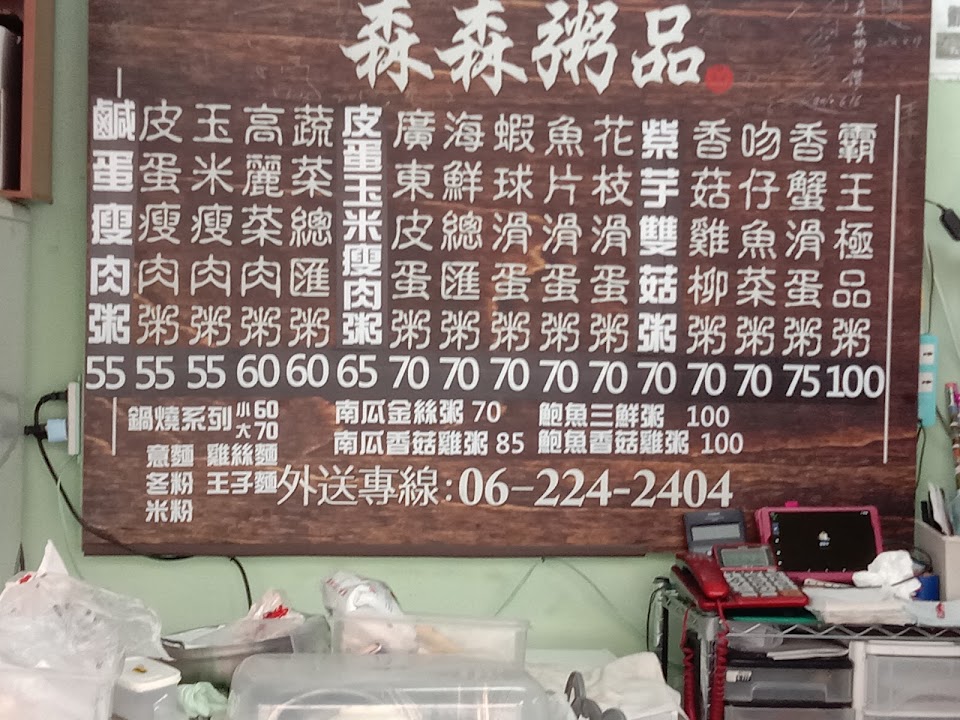 森森粥品
鹹蛋瘦肉粥 55
皮蛋瘦肉粥 55
玉米瘦肉粥 55
高麗菜肉粥 60
蔬菜總匯粥 60
皮蛋玉米瘦肉粥 65
廣東皮蛋粥 70
海鮮總匯粥 70
蝦球滑蛋粥 70
魚片滑蛋粥 70
花枝滑蛋粥 70
紫芋雙菇粥 70
香菇雞柳粥 70
吻仔魚菜粥 70
香蟹滑蛋粥 75
霸王極品粥 100
鍋燒系列 小60 大70
意麵 雞絲麵
冬粉 王子麵
米粉
南瓜金絲粥 70
南瓜香菇雞粥 85
鮑魚三鮮粥 100
鮑魚香菇雞粥 100
外送專線:06-224-2404